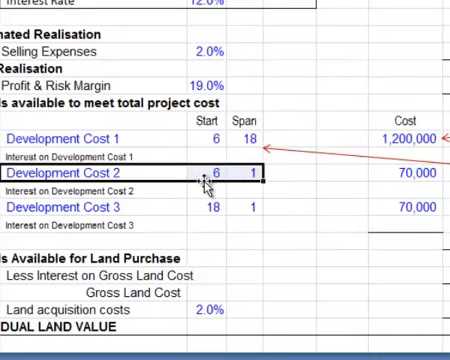 Interest Rate 12.0%
nated Realisation
Selling Expenses 2.0%
Realisation
Profit & Risk Margin 19.0%
ls available to meet total project cost
Start Span Cost
Development Cost 1 6 18 1,200,000
Interest on Development Cost 1
Development Cost 2 6 1 70,000
Interest on Development Cost 2
Development Cost 3 18 1 70,000
Interest on Development Cost 3
ls Available for Land Purchase
Less Interest on Gross Land Cost
Gross Land Cost
Land acquisition costs 2.0%
DUAL LAND VALUE